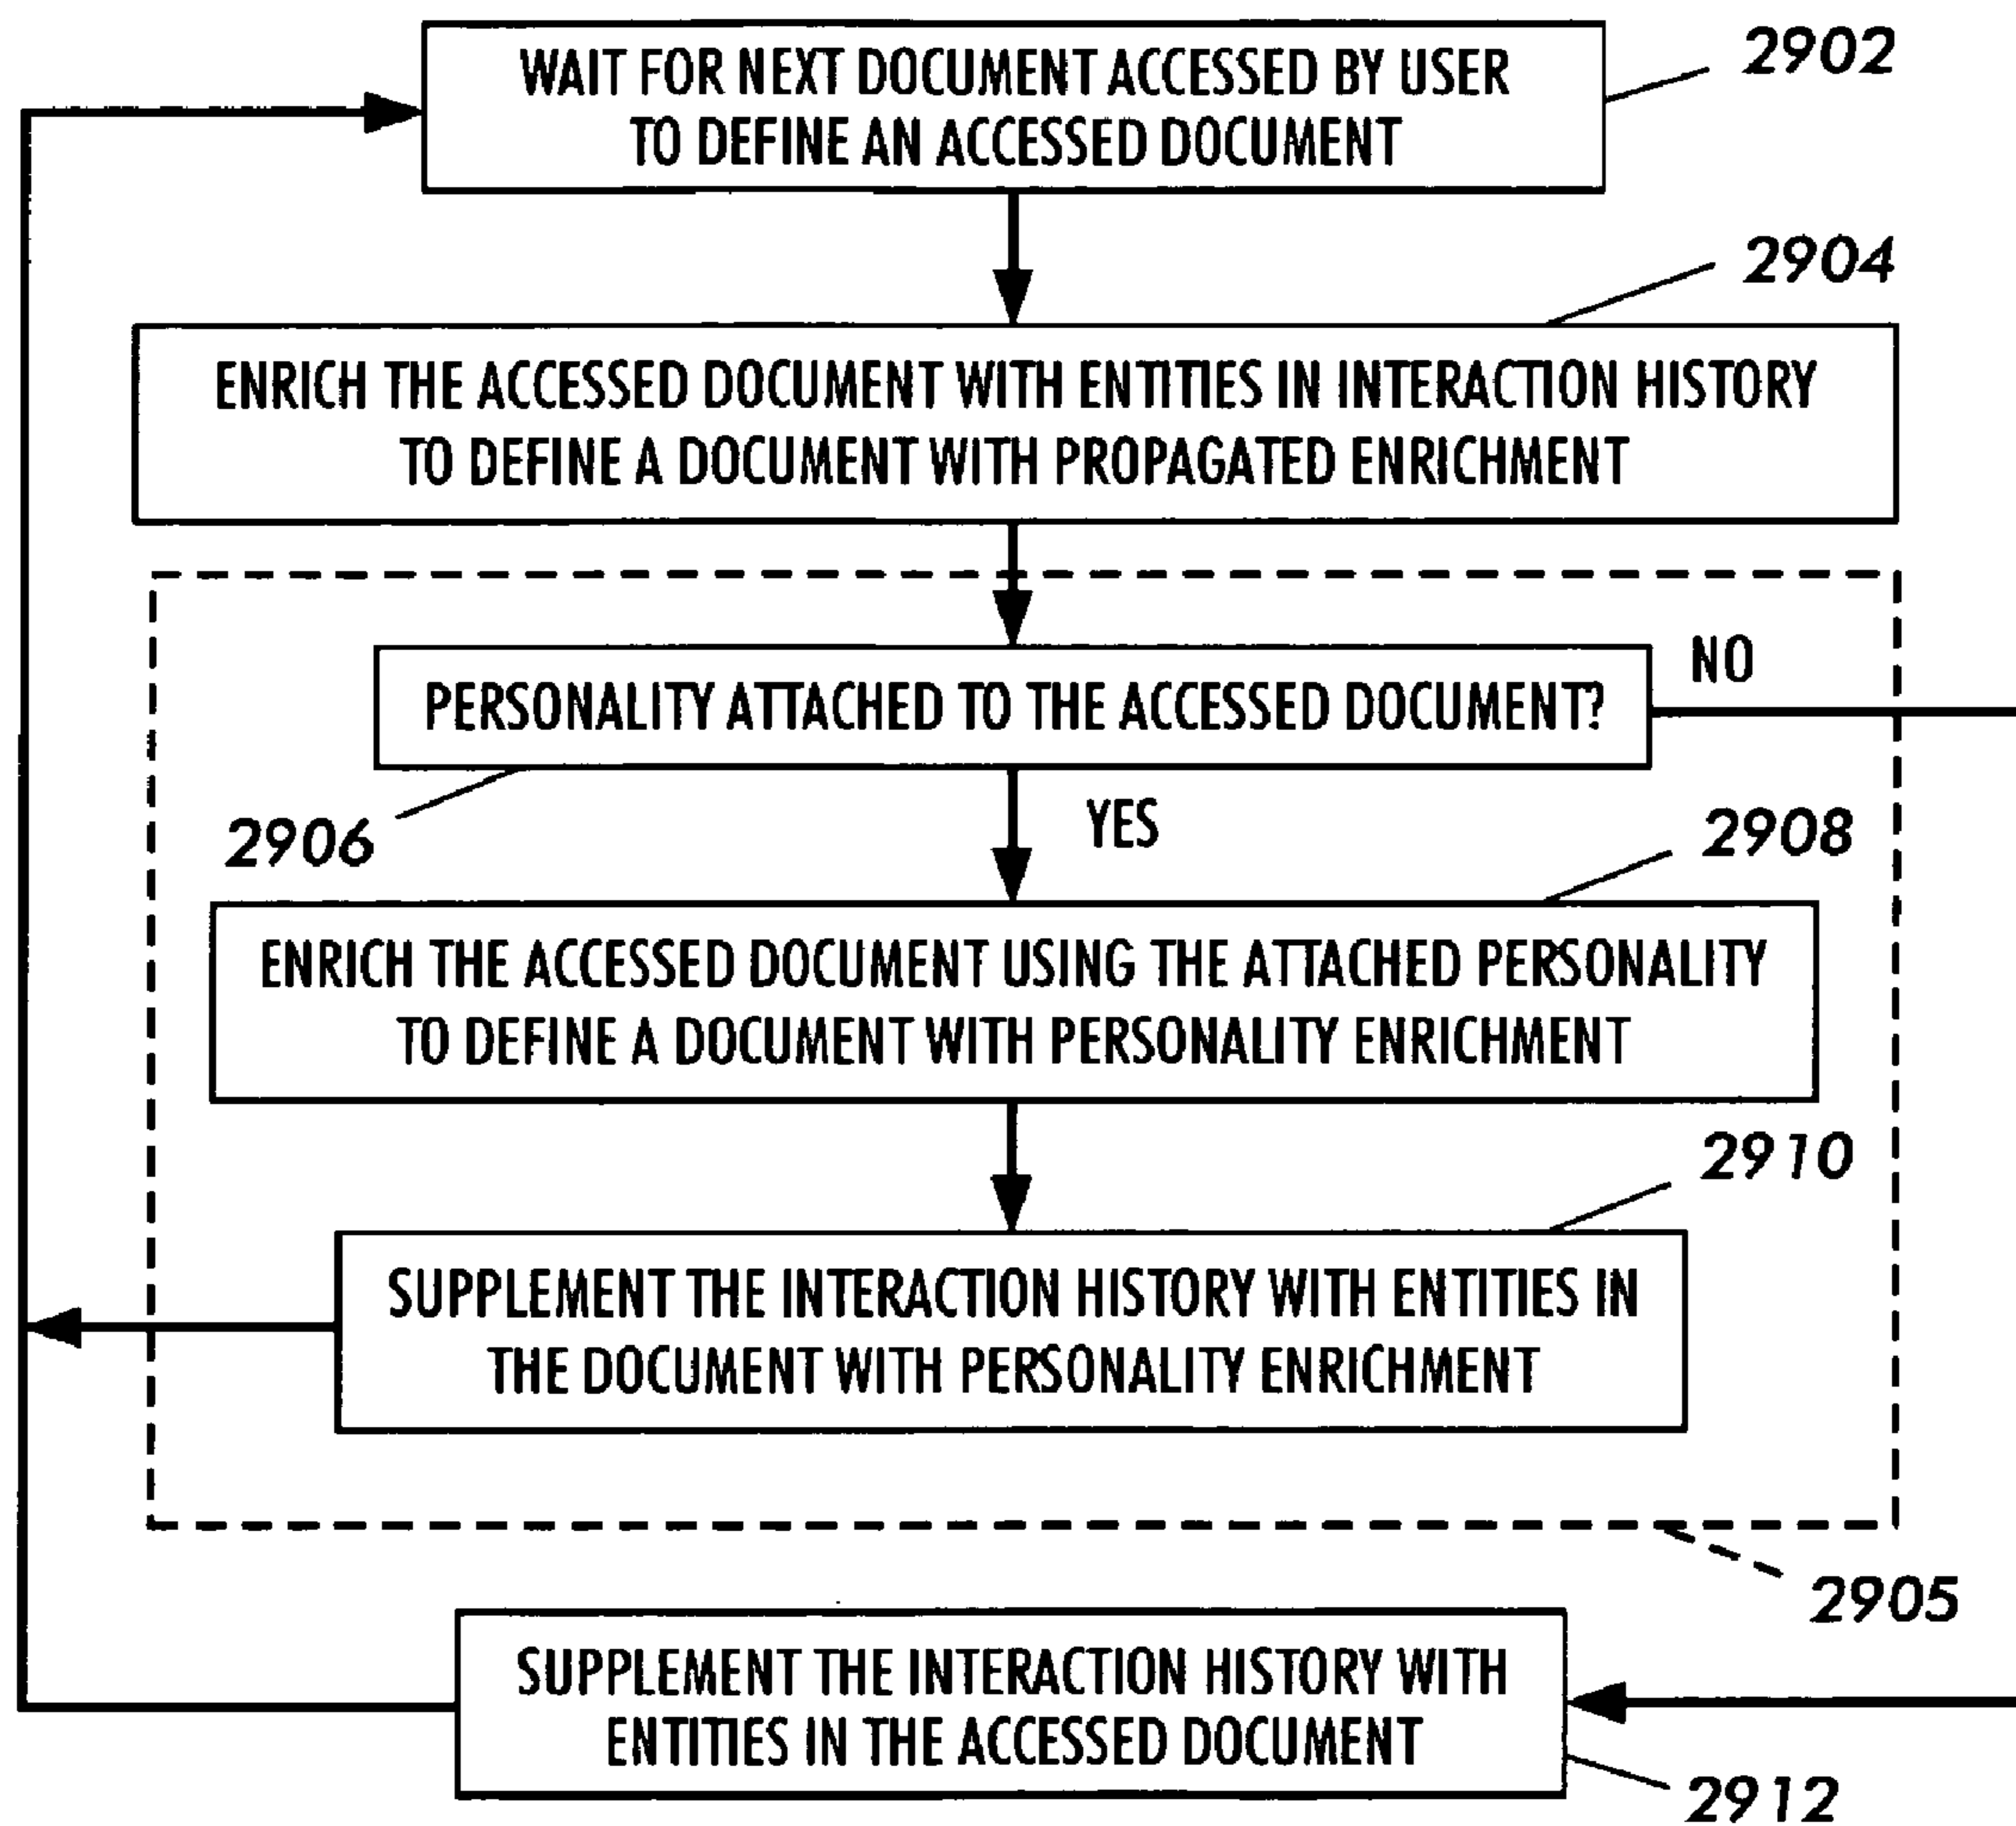 WAIT FOR NEXT DOCUMENT ACCESSED BY USER
TO DEFINE AN ACCESSED DOCUMENT
2902
2904
ENRICH THE ACCESSED DOCUMENT WITH ENTITIES IN INTERACTION HISTORY
TO DEFINE A DOCUMENT WITH PROPAGATED ENRICHMENT
NO
PERSONALITY ATTACHED TO THE ACCESSED DOCUMENT?
2906
YES
2908
ENRICH THE ACCESSED DOCUMENT USING THE ATTACHED PERSONALITY
TO DEFINE A DOCUMENT WITH PERSONALITY ENRICHMENT
2910
SUPPLEMENT THE INTERACTION HISTORY WITH ENTITIES IN
THE DOCUMENT WITH PERSONALITY ENRICHMENT
2905
SUPPLEMENT THE INTERACTION HISTORY WITH
ENTITIES IN THE ACCESSED DOCUMENT
2912